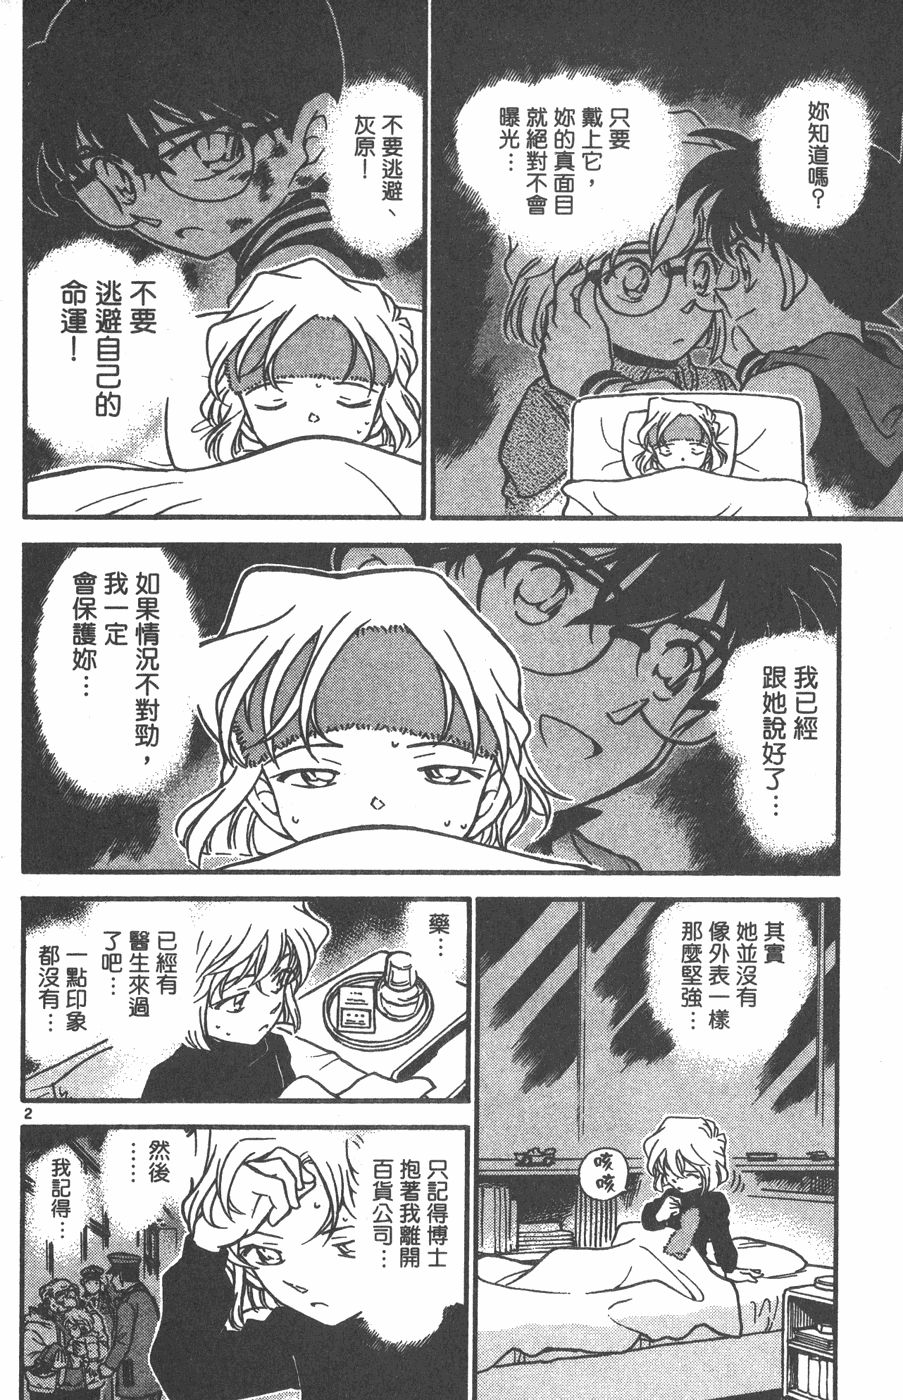 妳知道嗎?
只要
戴上它，
妳的真面目
就絕對不會
曝光…
不要逃避、
灰原！
不要
逃避自己的
命運！
我已經
跟她說好了…
如果情況不對勁，
我一定
會保護妳…
其實
她並沒有
像外表一樣
那麼堅強…
咳
咳
藥…
已經有
醫生來過
了吧…
一點印象
都沒有…
只記得博士
抱著我離開
百貨公司…
然後
……
我記得…
2